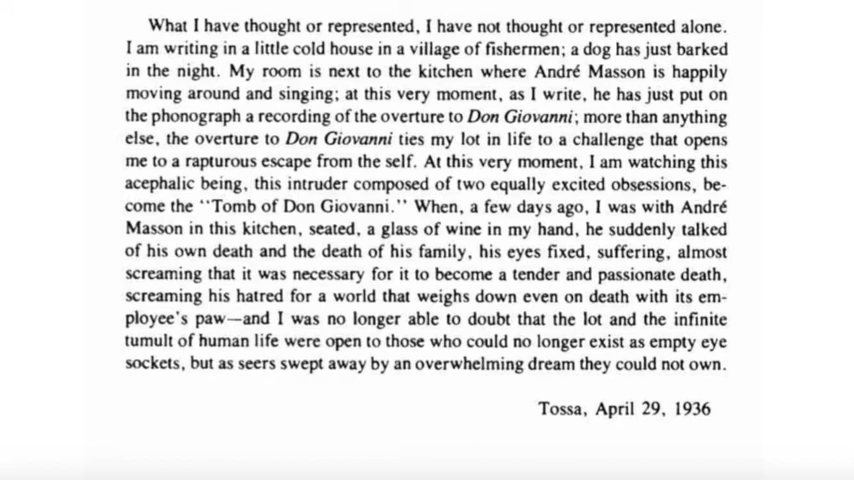 What I have thought or represented, I have not thought or represented alone.
I am writing in a little cold house in a village of fishermen; a dog has just barked
in the night. My room is next to the kitchen where André Masson is happily
moving around and singing; at this very moment, as I write, he has just put on
the phonograph a recording of the overture to Don Giovanni; more than anything
else, the overture to Don Giovanni ties my lot in life to a challenge that opens
me to a rapturous escape from the self. At this very moment, I am watching this
acephalic being, this intruder composed of two equally excited obsessions, be-
come the "Tomb of Don Giovanni." When, a few days ago, I was with André
Masson in this kitchen, seated, a glass of wine in my hand, he suddenly talked
of his own death and the death of his family, his eyes fixed, suffering, almost
screaming that it was necessary for it to become a tender and passionate death,
screaming his hatred for a world that weighs down even on death with its em-
ployee's paw—and I was no longer able to doubt that the lot and the infinite
tumult of human life were open to those who could no longer exist as empty eye
sockets, but as seers swept away by an overwhelming dream they could not own.
Tossa, April 29, 1936